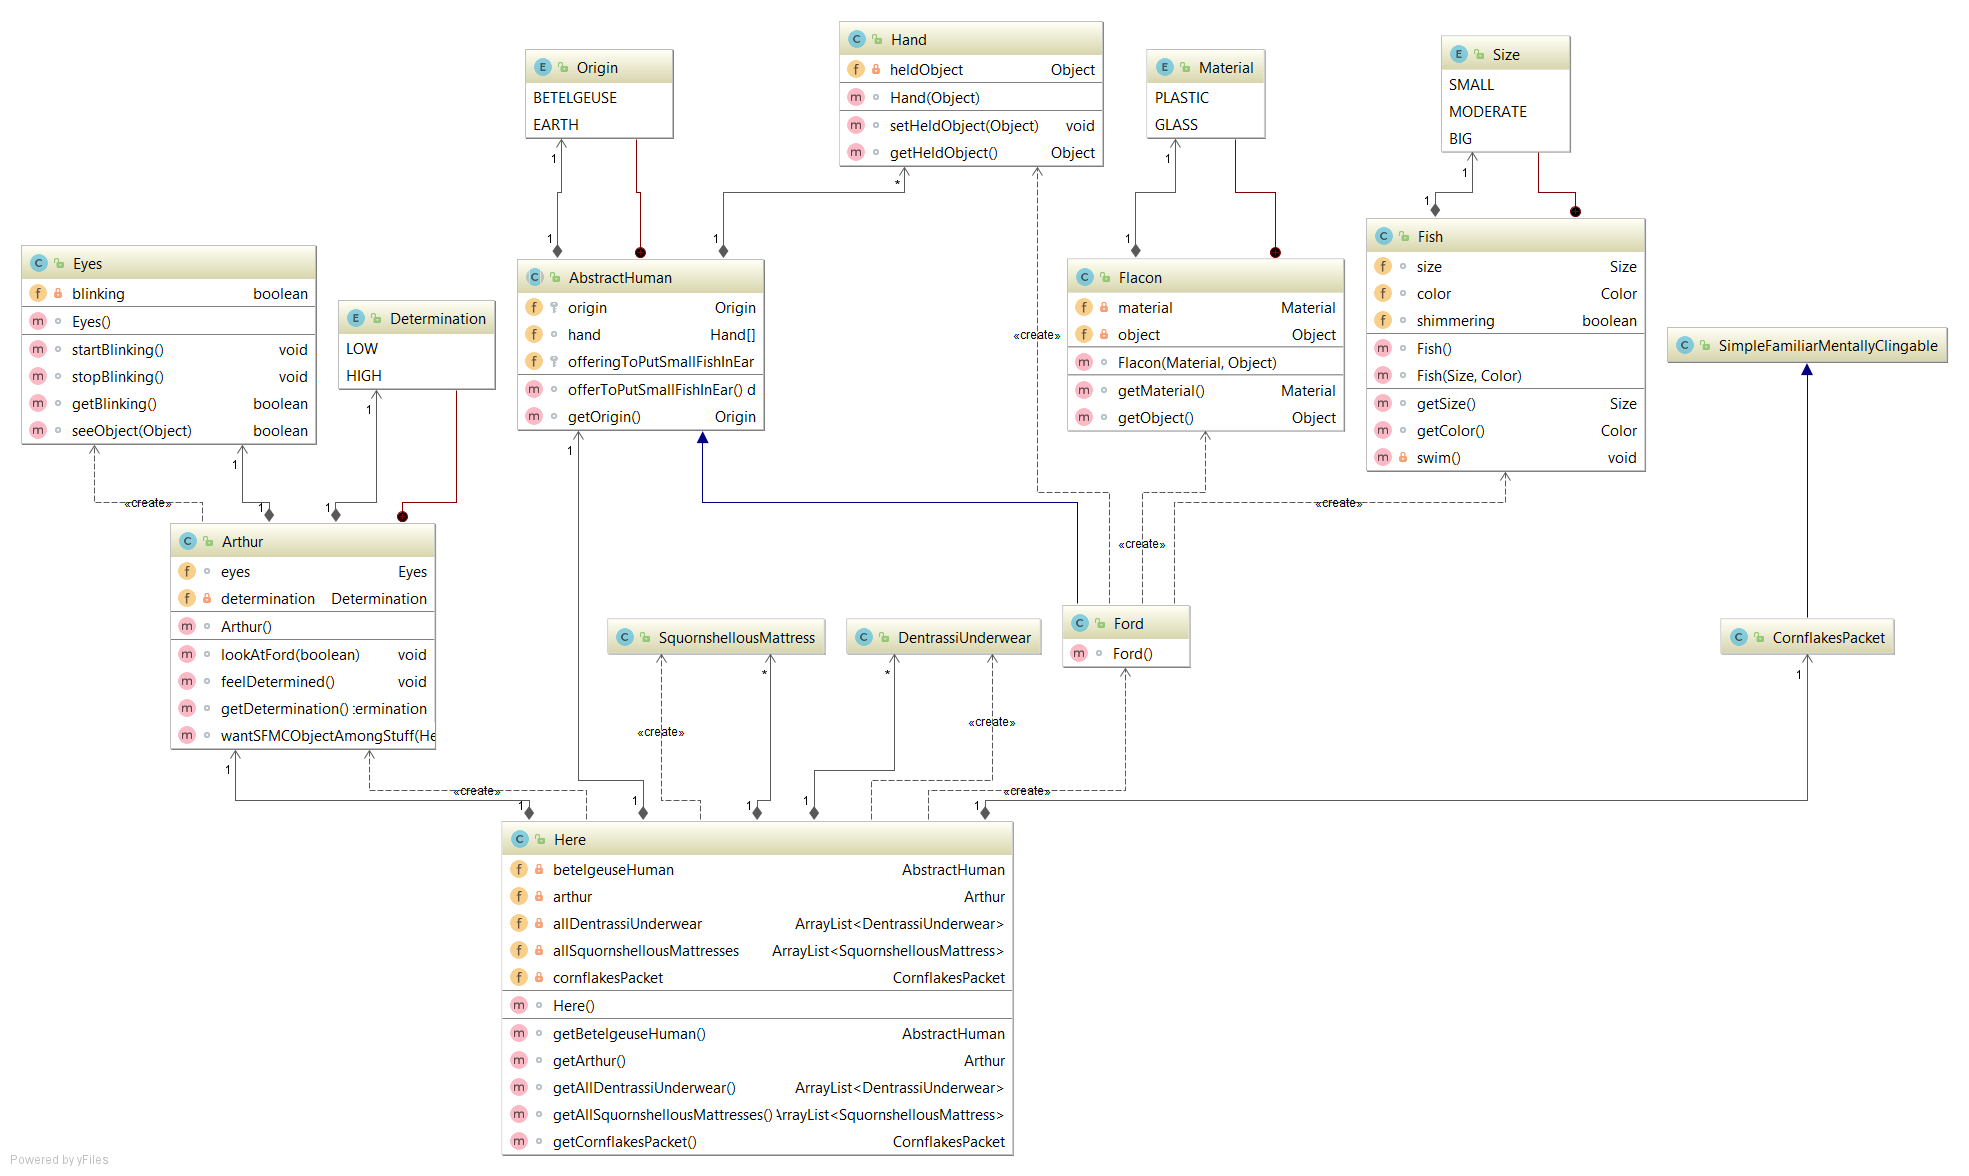 Hand
heldObject Object
Hand(Object)
setHeldObject(Object) void
getHeldObject() Object
Origin
BETELGEUSE
EARTH
Material
PLASTIC
GLASS
Size
SMALL
MODERATE
BIG
1
1
*
1
1
1
1
1
Eyes
blinking boolean
Eyes()
startBlinking() void
stopBlinking() void
getBlinking() boolean
seeObject(Object) boolean
Determination
LOW
HIGH
AbstractHuman
origin Origin
hand Hand[]
offeringToPutSmallFishInEar
offerToPutSmallFishInEar() d
getOrigin() Origin
«create»
Flacon
material Material
object Object
Flacon(Material, Object)
getMaterial() Material
getObject() Object
Fish
size Size
color Color
shimmering boolean
Fish()
Fish(Size, Color)
getSize() Size
getColor() Color
swim() void
SimpleFamiliarMentallyClingable
1
1
1
«create»
1
1
«create»
«create»
Arthur
eyes Eyes
determination Determination
Arthur()
lookAtFord(boolean) void
feelDetermined() void
getDetermination() :ermination
wantSFMCObjectAmongStuff(He
SquornshellousMattress
DentrassiUnderwear
Ford
Ford()
CornflakesPacket
*
*
1
«create»
«create»
1
«create»
«create»
1
1
1
1
1
Here
betelgeuseHuman AbstractHuman
arthur Arthur
allDentrassiUnderwear ArrayList<DentrassiUnderwear>
allSquornshellousMattresses ArrayList<SquornshellousMattress>
cornflakesPacket CornflakesPacket
Here()
getBetelgeuseHuman() AbstractHuman
getArthur() Arthur
getAllDentrassiUnderwear() ArrayList<DentrassiUnderwear>
getAllSquornshellousMattresses() ArrayList<SquornshellousMattress>
getCornflakesPacket() CornflakesPacket
Powered by yFiles